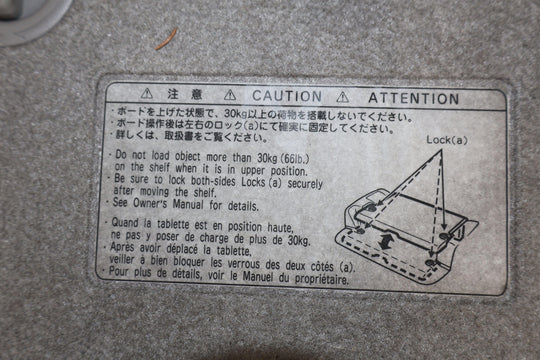 ⚠ 注意 ⚠ CAUTION ⚠ ATTENTION
・ボードを上げた状態で、30kg以上の荷物を搭載しないでください。
・ボード操作後は左右のロック(a)にて確実に固定してください。
・詳しくは、取扱書をご覧ください。
・Do not load object more than 30kg (66lb.)
on the shelf when it is in upper position.
・Be sure to lock both-sides Locks (a) securely
after moving the shelf.
・See Owner's Manual for details.
・Quand la tablette est en position haute,
ne pas y poser de charge de plus de 30kg.
・Après avoir déplacé la tablette,
veiller à bien bloquer les verrous des deux côtés (a).
・Pour plus de détails, voir le Manuel du propriétaire.
Lock(a)